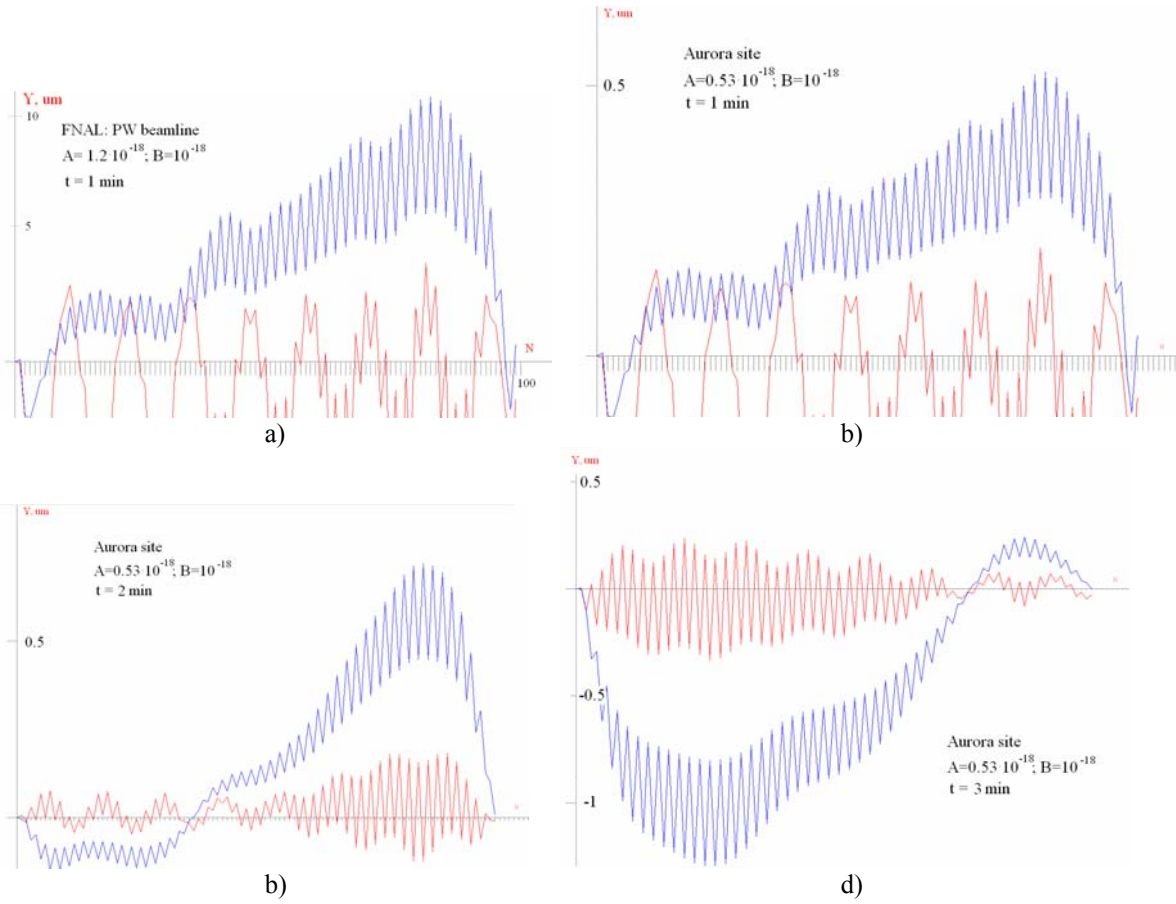 Y, um
10
FNAL: PW beamline
A= 1.2·10^-18; B=10^-18
t = 1 min
5
N
100
a)
Y, um
Aurora site
A=0.53·10^-18; B=10^-18
0.5
t = 1 min
b)
Y, um
Aurora site
A=0.53·10^-18; B=10^-18
t = 2 min
0.5
b)
Y, um
0.5
-0.5
Aurora site
A=0.53·10^-18; B=10^-18
t = 3 min
-1
d)